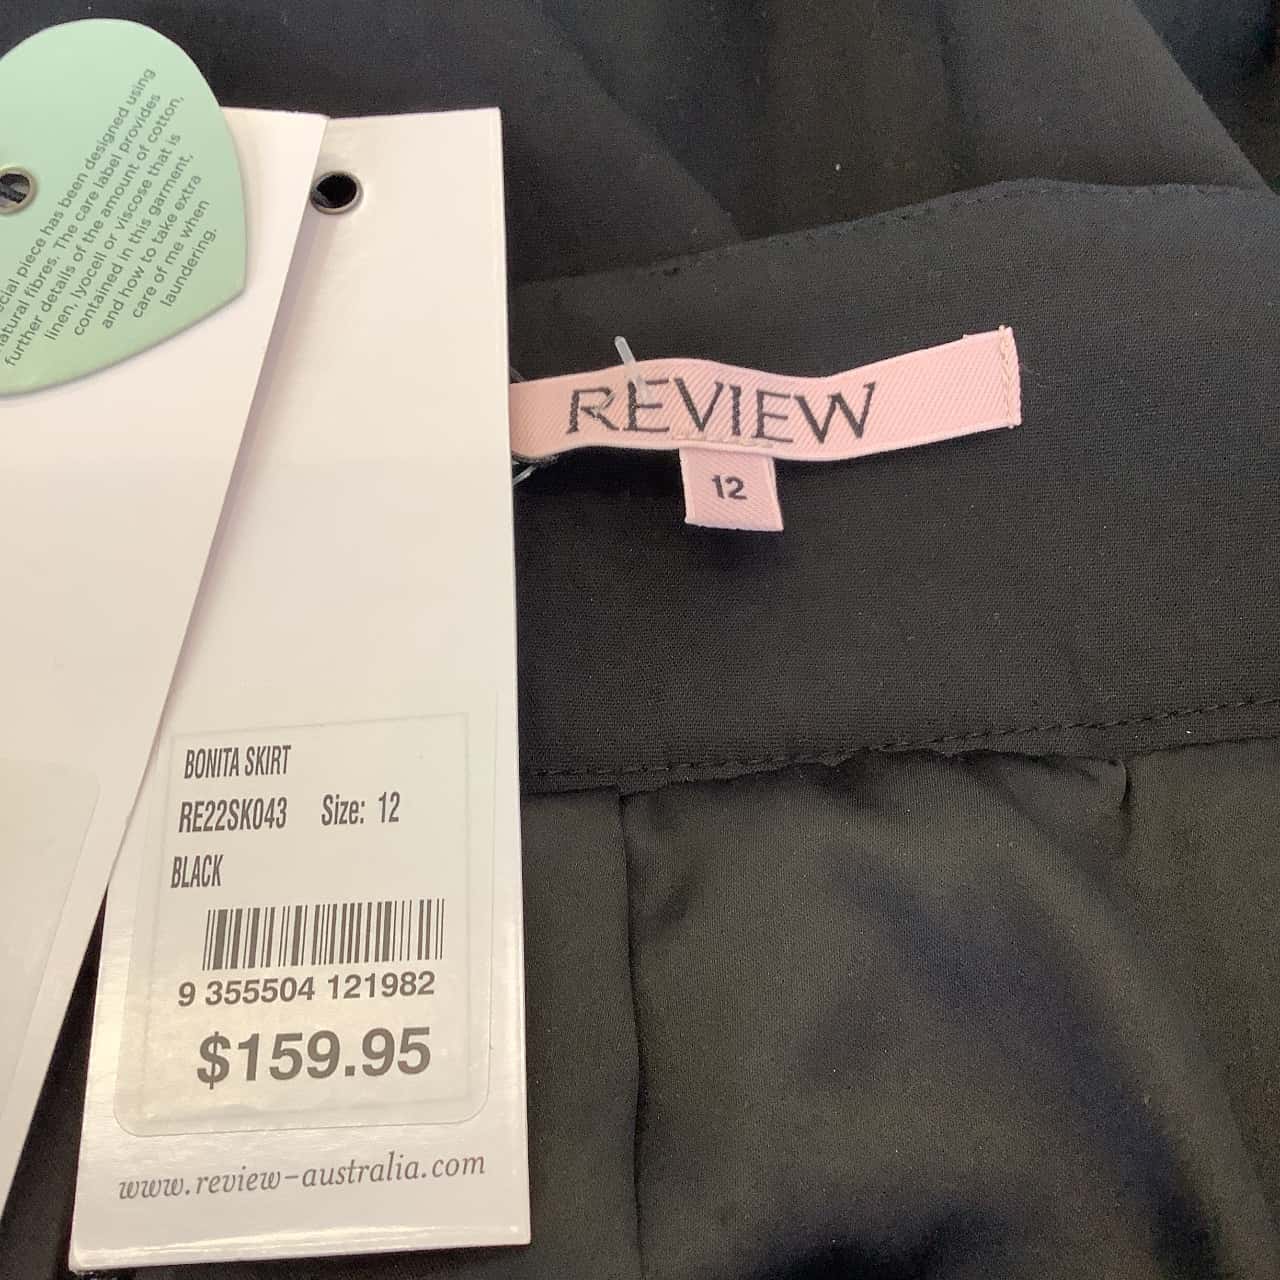 piece has been designed using
natural fibres. The care label provides
further details of the amount of cotton,
linen, lyocell or viscose that is
contained in this garment,
and how to take extra
care of me when
laundering.
REVIEW
12
BONITA SKIRT
RE22SK043 Size: 12
BLACK
9 355504 121982
$159.95
www.review-australia.com